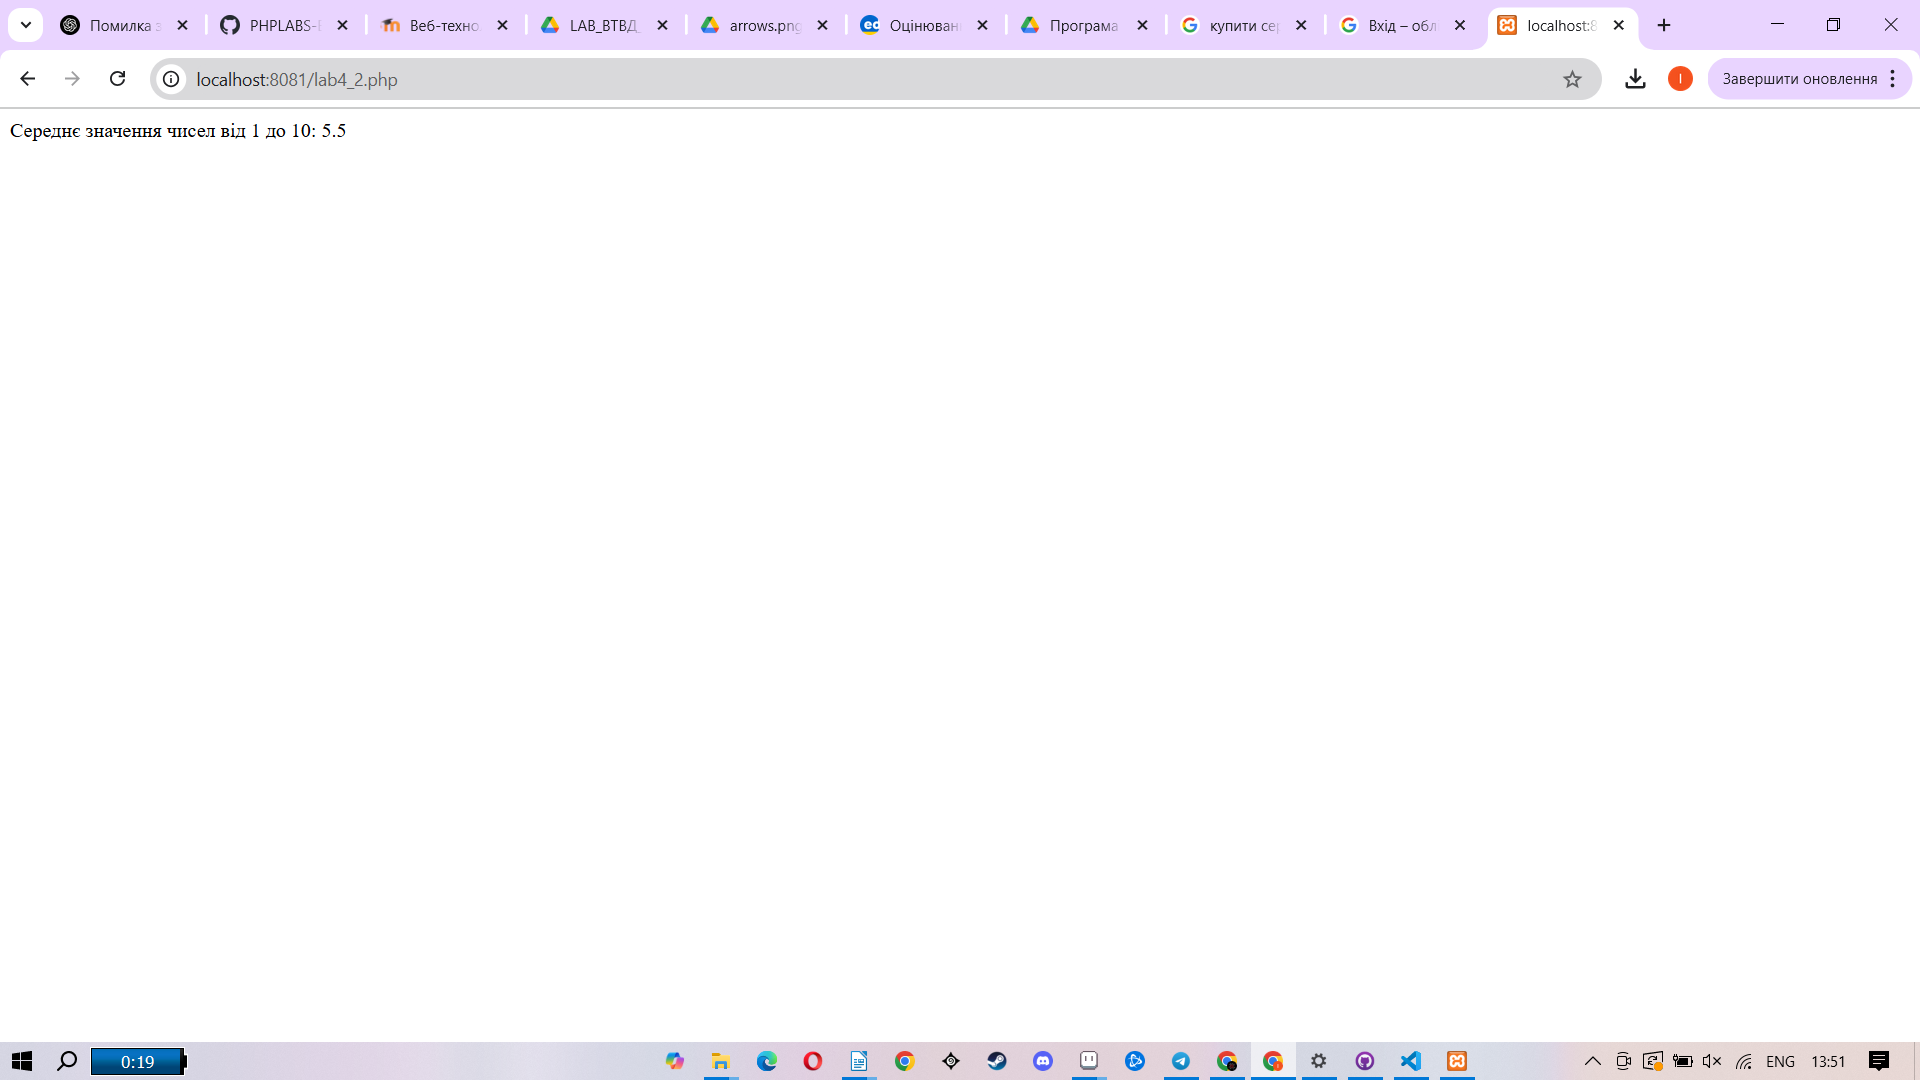 Помилка з
PHPLABS-E
Веб-техно.
LAB_ВТВД_
arrows.png
Оцінюван
Програма
купити сер
Вхід – обл
localhost:8
localhost:8081/lab4_2.php
I
Завершити оновлення
Середнє значення чисел від 1 до 10: 5.5
0:19
ENG
13:51